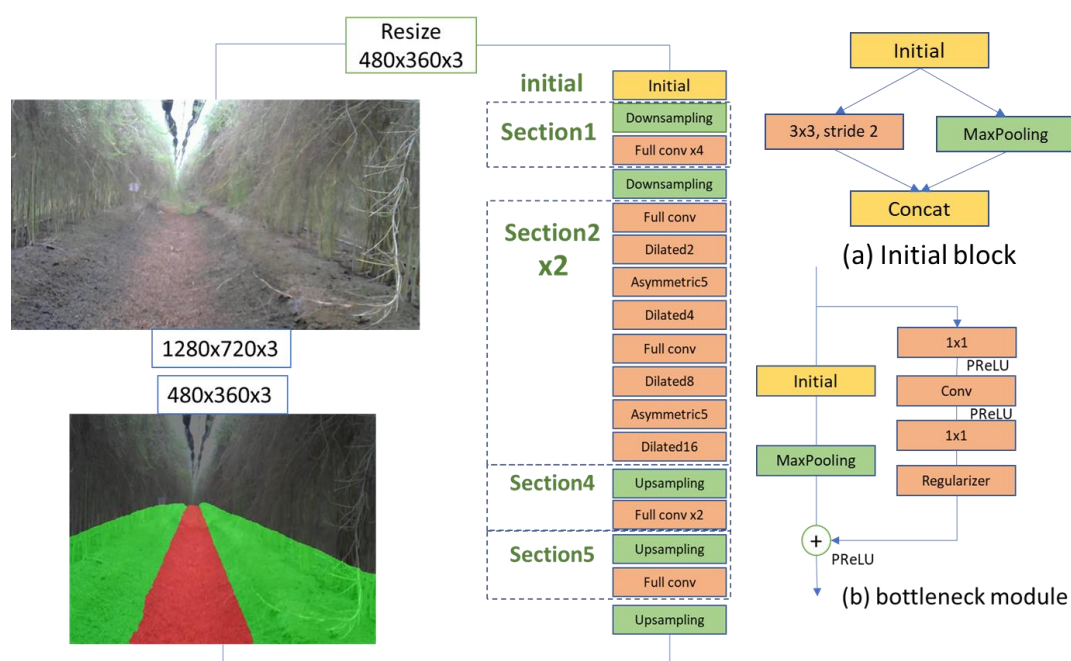 Resize
480x360x3
1280x720x3
480x360x3
initial
Initial
Section1
Downsampling
Full conv x4
Downsampling
Section2
x2
Full conv
Dilated2
Asymmetric5
Dilated4
Full conv
Dilated8
Asymmetric5
Dilated16
Section4
Upsampling
Full conv x2
Section5
Upsampling
Full conv
Upsampling
Initial
3x3, stride 2
MaxPooling
Concat
(a) Initial block
1x1
PReLU
Initial
Conv
PReLU
1x1
MaxPooling
Regularizer
+
PReLU
(b) bottleneck module